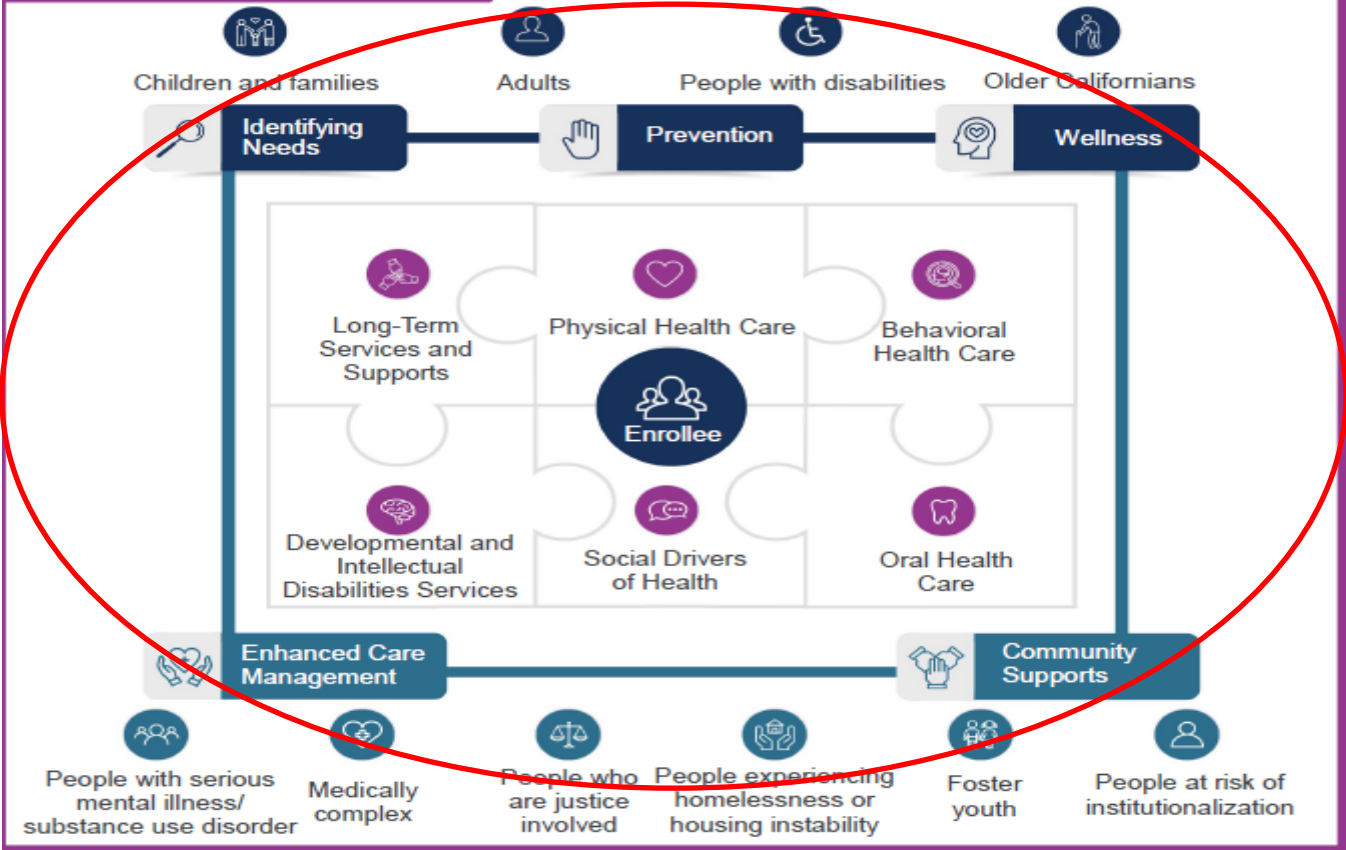 Children and families
Adults
People with disabilities
Older Californians
Identifying
Needs
Prevention
Wellness
Long-Term
Services and
Supports
Physical Health Care
Behavioral
Health Care
Enrollee
Developmental and
Intellectual
Disabilities Services
Social Drivers
of Health
Oral Health
Care
Enhanced Care
Management
Community
Supports
People with serious
mental illness/
substance use disorder
Medically
complex
People who
are justice
involved
People experiencing
homelessness or
housing instability
Foster
youth
People at risk of
institutionalization